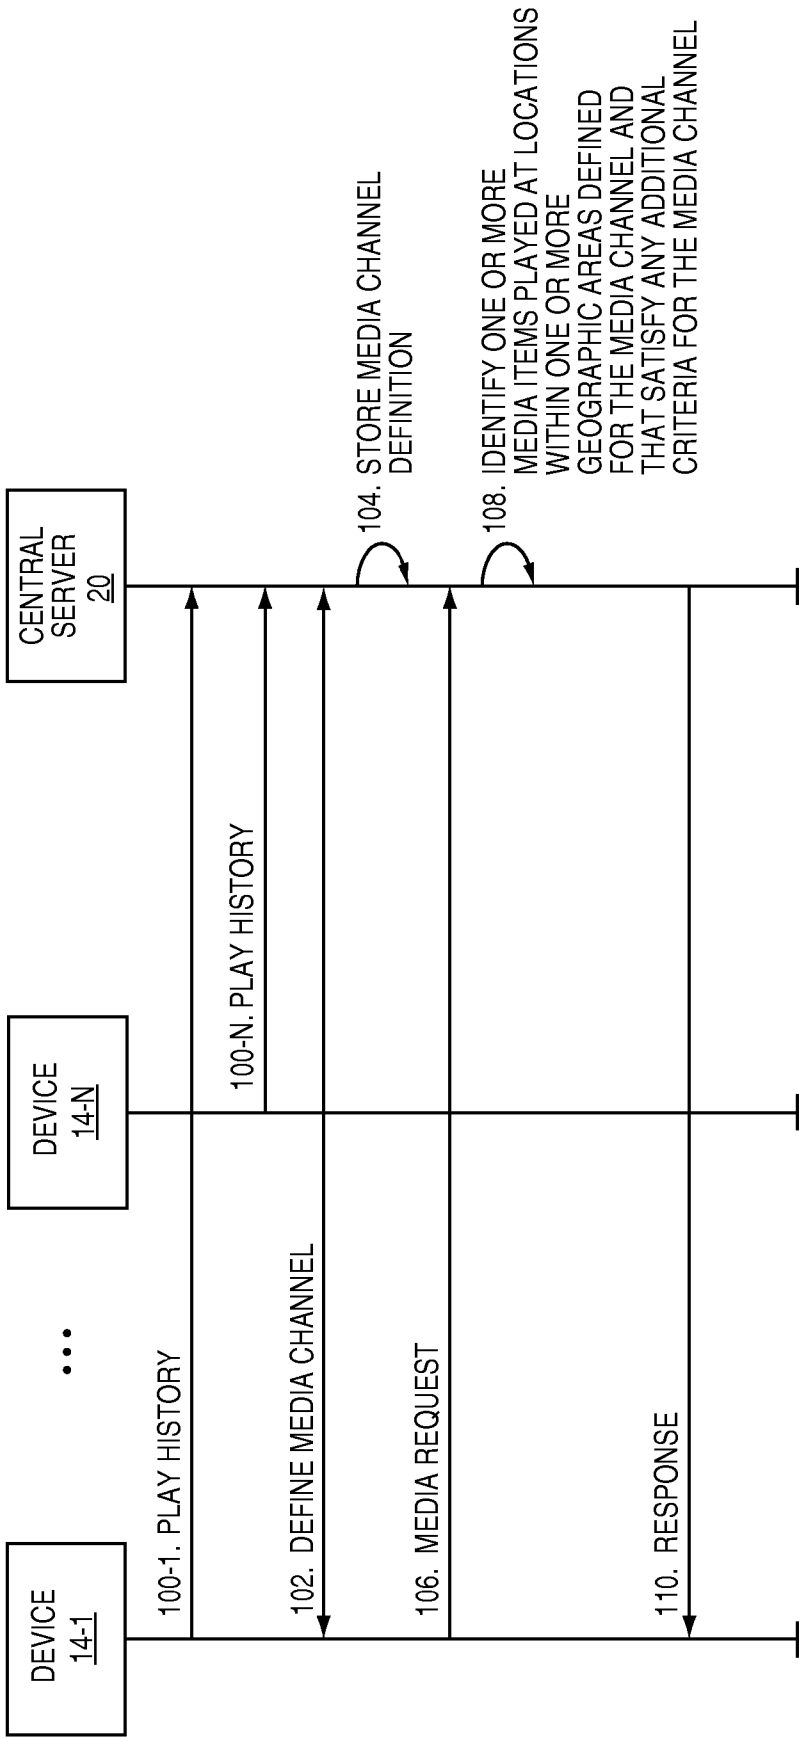 DEVICE
14-1
...
DEVICE
14-N
CENTRAL
SERVER
20
100-1. PLAY HISTORY
100-N. PLAY HISTORY
102. DEFINE MEDIA CHANNEL
104. STORE MEDIA CHANNEL
DEFINITION
106. MEDIA REQUEST
108. IDENTIFY ONE OR MORE
MEDIA ITEMS PLAYED AT LOCATIONS
WITHIN ONE OR MORE
GEOGRAPHIC AREAS DEFINED
FOR THE MEDIA CHANNEL AND
THAT SATISFY ANY ADDITIONAL
CRITERIA FOR THE MEDIA CHANNEL
110. RESPONSE